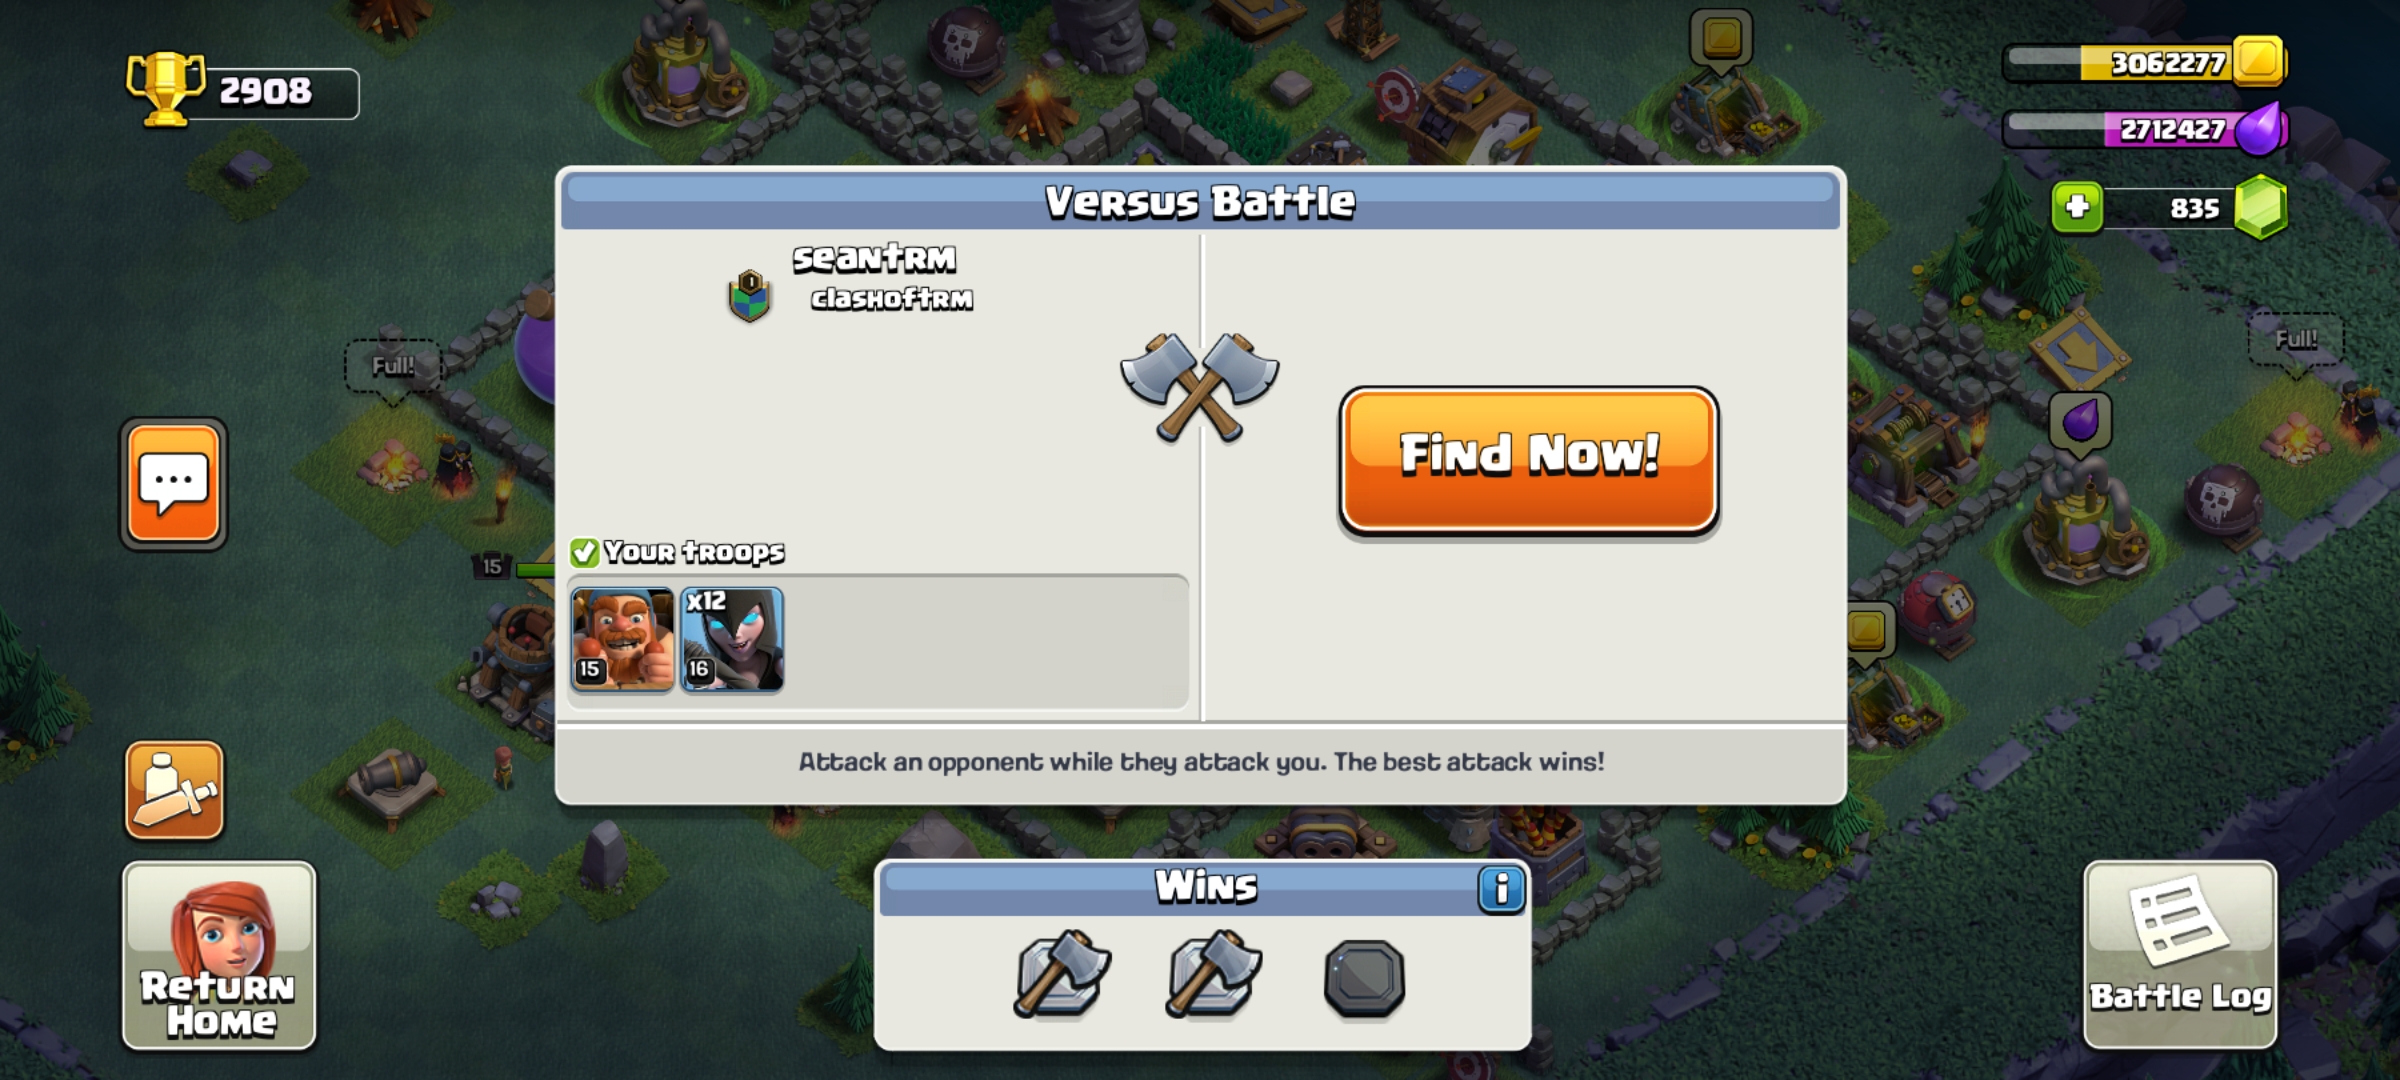 2908
3062277
2712427
835
Versus Battle
seantrm
1
clashoftrm
Full!
Full!
Find Now!
15
Your troops
15
x12
16
Attack an opponent while they attack you. The best attack wins!
Wins
i
Return
Home
Battle Log